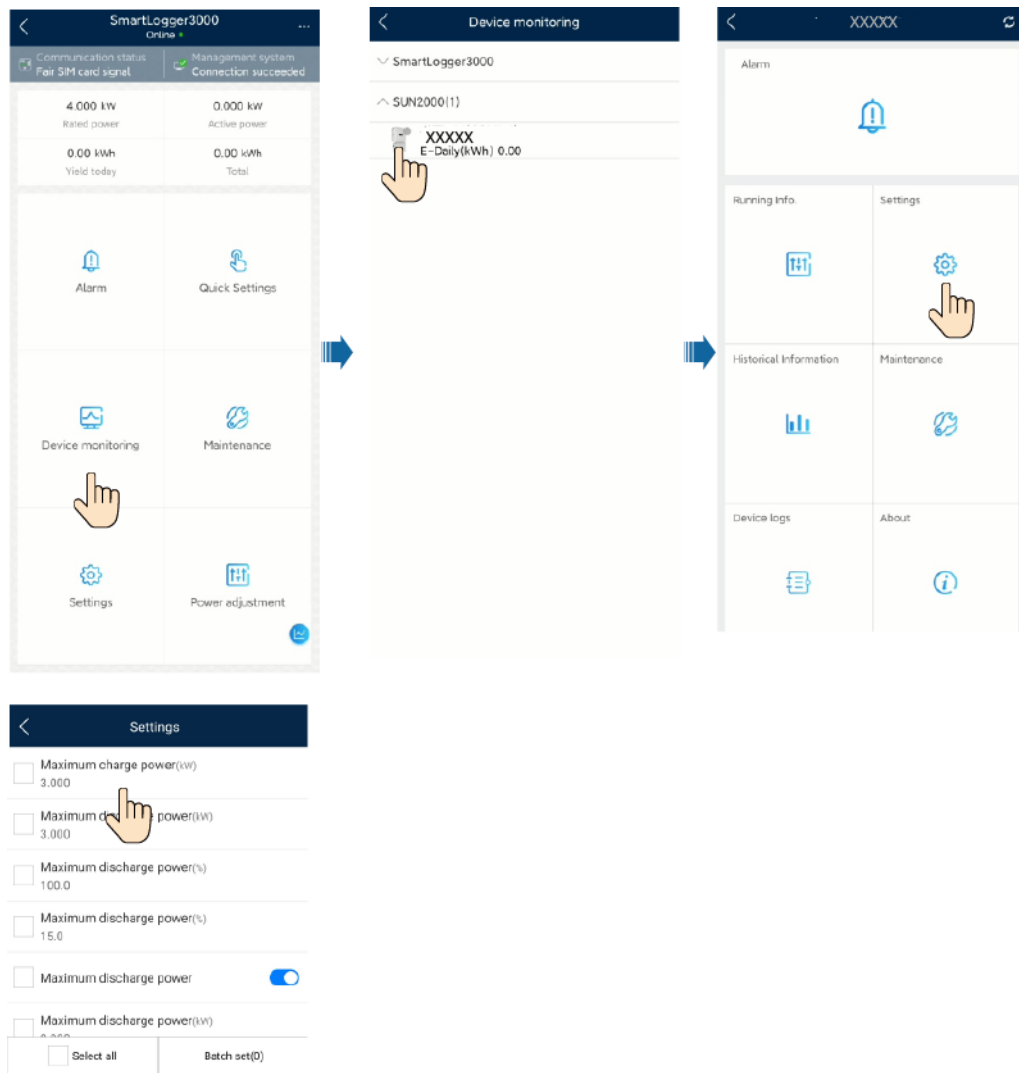 SmartLogger3000
Online
...
Communication status
Fair SIM card signal
Management system
Connection succeeded
4.000 kW
Rated power
0.000 kW
Active power
0.00 kWh
Yield today
0.00 kWh
Total
Alarm
Quick Settings
Device monitoring
Maintenance
Settings
Power adjustment
Device monitoring
SmartLogger3000
SUN2000(1)
XXXXX
E-Daily(kWh) 0.00
XXXXX
Alarm
Running Info.
Settings
Historical Information
Maintenance
Device logs
About
Settings
Maximum charge power(kW)
3.000
Maximum power(kW)
3.000
Maximum discharge power(%)
100.0
Maximum discharge power(%)
15.0
Maximum discharge power
Maximum discharge power(kW)
Select all
Batch set(0)